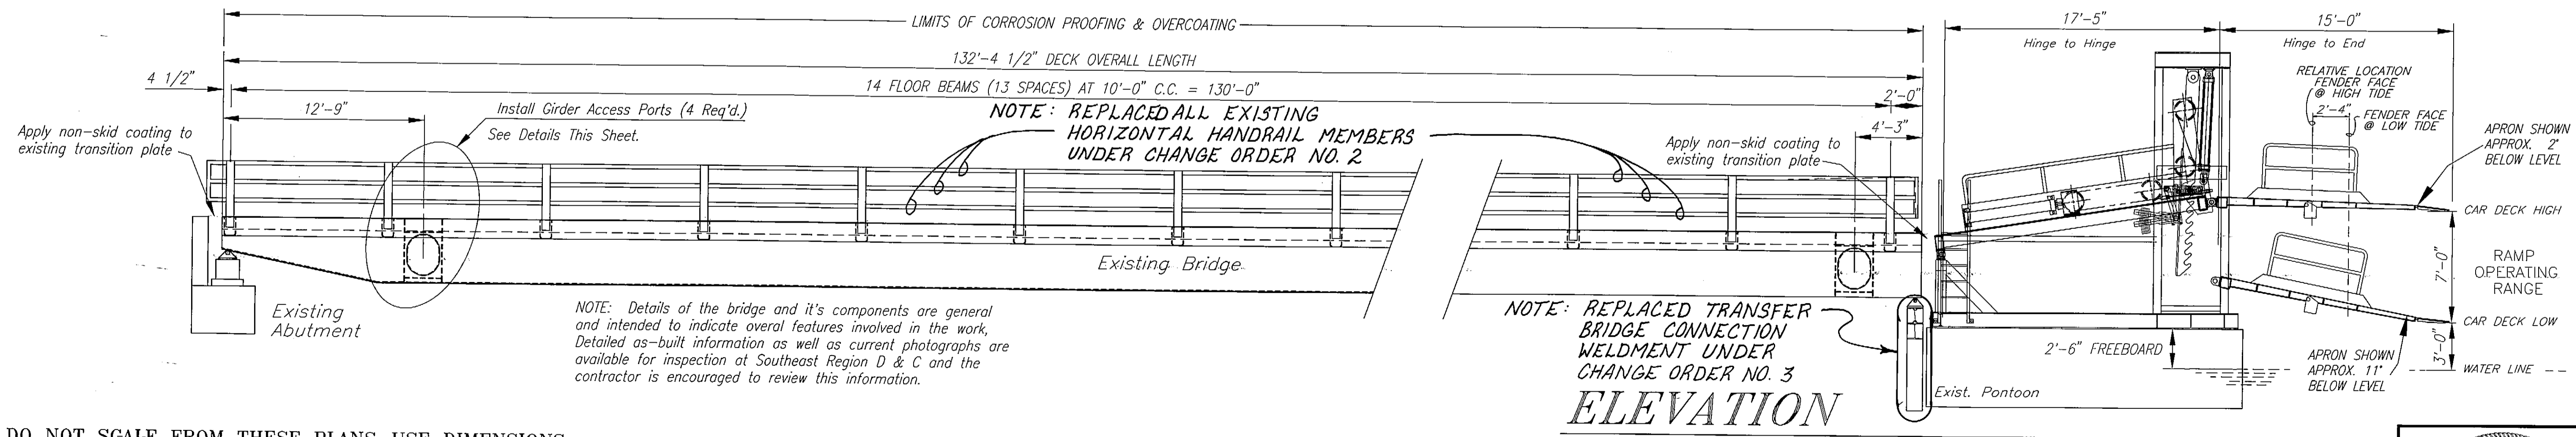 LIMITS OF CORROSION PROOFING & OVERCOATING
132'-4 1/2" DECK OVERALL LENGTH
4 1/2"
14 FLOOR BEAMS (13 SPACES) AT 10'-0" C.C. = 130'-0"
2'-0"
12'-9"
4'-3"
Install Girder Access Ports (4 Req'd.)
See Details This Sheet.
NOTE: REPLACED ALL EXISTING
HORIZONTAL HANDRAIL MEMBERS
UNDER CHANGE ORDER NO. 2
Apply non-skid coating to
existing transition plate
Apply non-skid coating to
existing transition plate
17'-5"
Hinge to Hinge
15'-0"
Hinge to End
RELATIVE LOCATION
FENDER FACE
@ HIGH TIDE
2'-4"
FENDER FACE
@ LOW TIDE
APRON SHOWN
APPROX. 2°
BELOW LEVEL
CAR DECK HIGH
7'-0"
RAMP
OPERATING
RANGE
CAR DECK LOW
3'-0"
WATER LINE
APRON SHOWN
APPROX. 11°
BELOW LEVEL
2'-6" FREEBOARD
Existing Bridge
Existing
Abutment
NOTE: Details of the bridge and it's components are general
and intended to indicate overal features involved in the work,
Detailed as-built information as well as current photographs are
available for inspection at Southeast Region D & C and the
contractor is encouraged to review this information.
NOTE: REPLACED TRANSFER
BRIDGE CONNECTION
WELDMENT UNDER
CHANGE ORDER NO. 3
Exist. Pontoon
ELEVATION
DO NOT SCALE FROM THESE PLANS USE DIMENSIONS